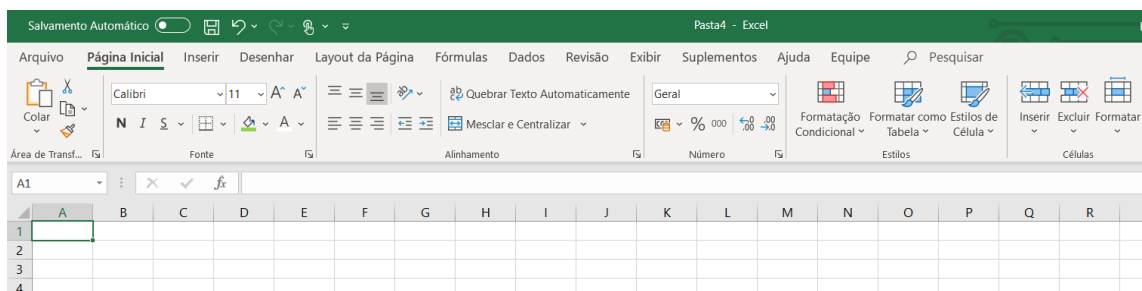 Salvamento Automático Pasta4 - Excel
Arquivo Página Inicial Inserir Desenhar Layout da Página Fórmulas Dados Revisão Exibir Suplementos Ajuda Equipe Pesquisar
Colar
Calibri 11 A A
N I S A
ab Quebrar Texto Automaticamente
Mesclar e Centralizar
Geral
% 000
Formatação Condicional
Formatar como Tabela
Estilos de Célula
Inserir Excluir Formatar
Área de Transf... Fonte Alinhamento Número Estilos Células
A1 fx
A B C D E F G H I J K L M N O P Q R
1
2
3
4